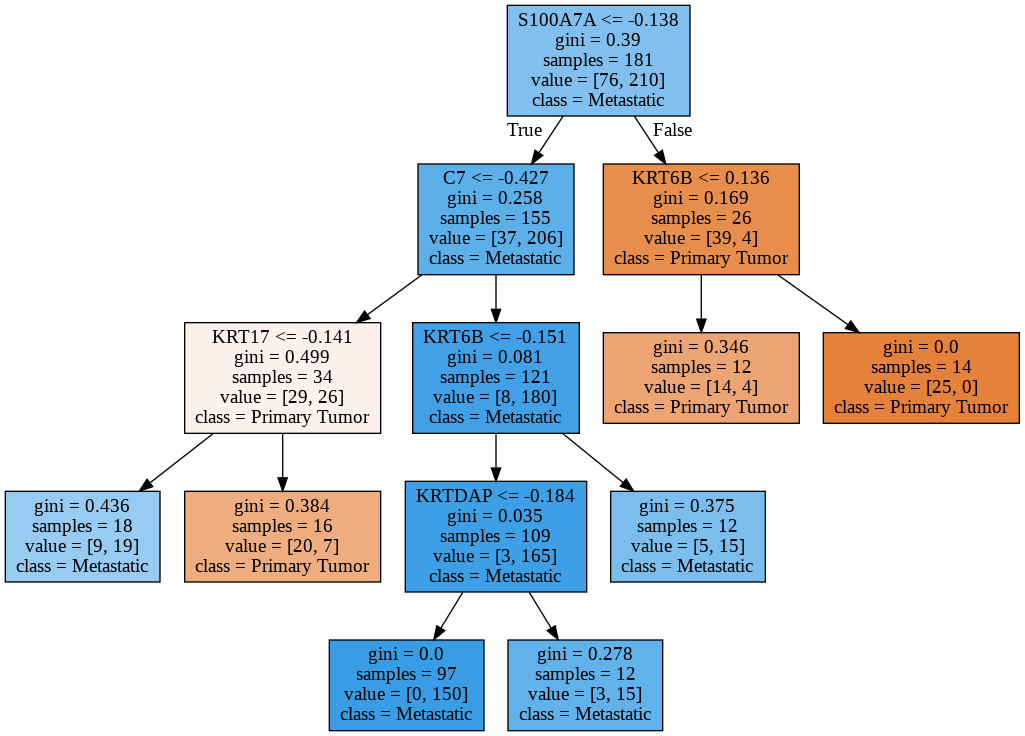 S100A7A <= -0.138
gini = 0.39
samples = 181
value = [76, 210]
class = Metastatic
True
False
C7 <= -0.427
gini = 0.258
samples = 155
value = [37, 206]
class = Metastatic
KRT6B <= 0.136
gini = 0.169
samples = 26
value = [39, 4]
class = Primary Tumor
KRT17 <= -0.141
gini = 0.499
samples = 34
value = [29, 26]
class = Primary Tumor
KRT6B <= -0.151
gini = 0.081
samples = 121
value = [8, 180]
class = Metastatic
gini = 0.346
samples = 12
value = [14, 4]
class = Primary Tumor
gini = 0.0
samples = 14
value = [25, 0]
class = Primary Tumor
gini = 0.436
samples = 18
value = [9, 19]
class = Metastatic
gini = 0.384
samples = 16
value = [20, 7]
class = Primary Tumor
KRTDAP <= -0.184
gini = 0.035
samples = 109
value = [3, 165]
class = Metastatic
gini = 0.375
samples = 12
value = [5, 15]
class = Metastatic
gini = 0.0
samples = 97
value = [0, 150]
class = Metastatic
gini = 0.278
samples = 12
value = [3, 15]
class = Metastatic